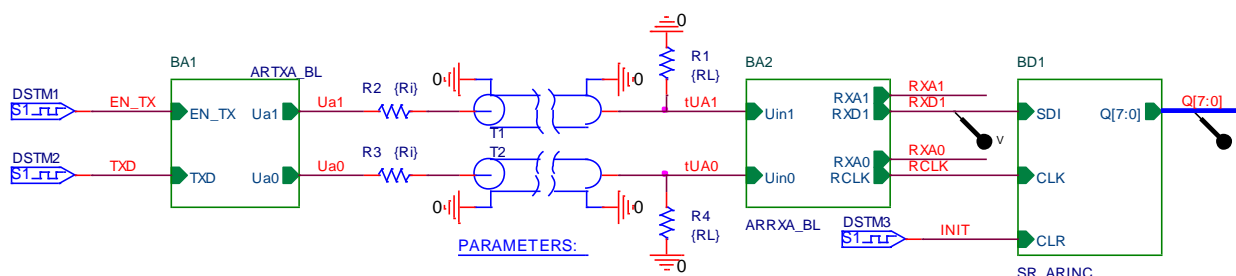 0
BA1
ARTXA_BL
R1
{RL}
BA2
BD1
DSTM1
S1
EN_TX
EN_TX
Ua1
Ua1
R2 {Ri}
0
0
T1
tUA1
Uin1
RXA1
RXD1
RXA1
RXD1
V
SDI
Q[7:0]
Q[7:0]
DSTM2
S1
TXD
TXD
Ua0
Ua0
R3 {Ri}
T2
tUA0
Uin0
RXA0
RCLK
RXA0
RCLK
CLK
0
0
R4
{RL}
ARRXA_BL
DSTM3
S1
INIT
CLR
PARAMETERS:
0
SR_ARINC